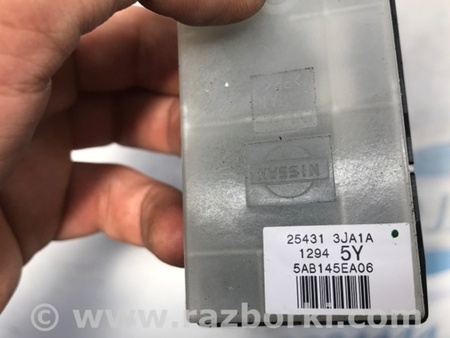 NISSAN
25431 3JA1A
1294 5Y
5AB145EA06
© www.razborki.com